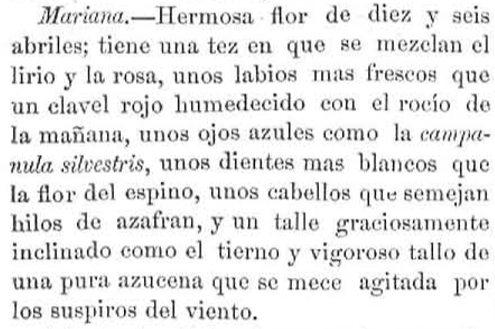 Mariana.—Hermosa flor de diez y seis
abriles; tiene una tez en que se mezclan el
lirio y la rosa, unos labios mas frescos que
un clavel rojo humedecido con el rocío de
la mañana, unos ojos azules como la campa-
nula silvestris, unos dientes mas blancos que
la flor del espino, unos cabellos que semejan
hilos de azafran, y un talle graciosamente
inclinado como el tierno y vigoroso tallo de
una pura azucena que se mece agitada por
los suspiros del viento.